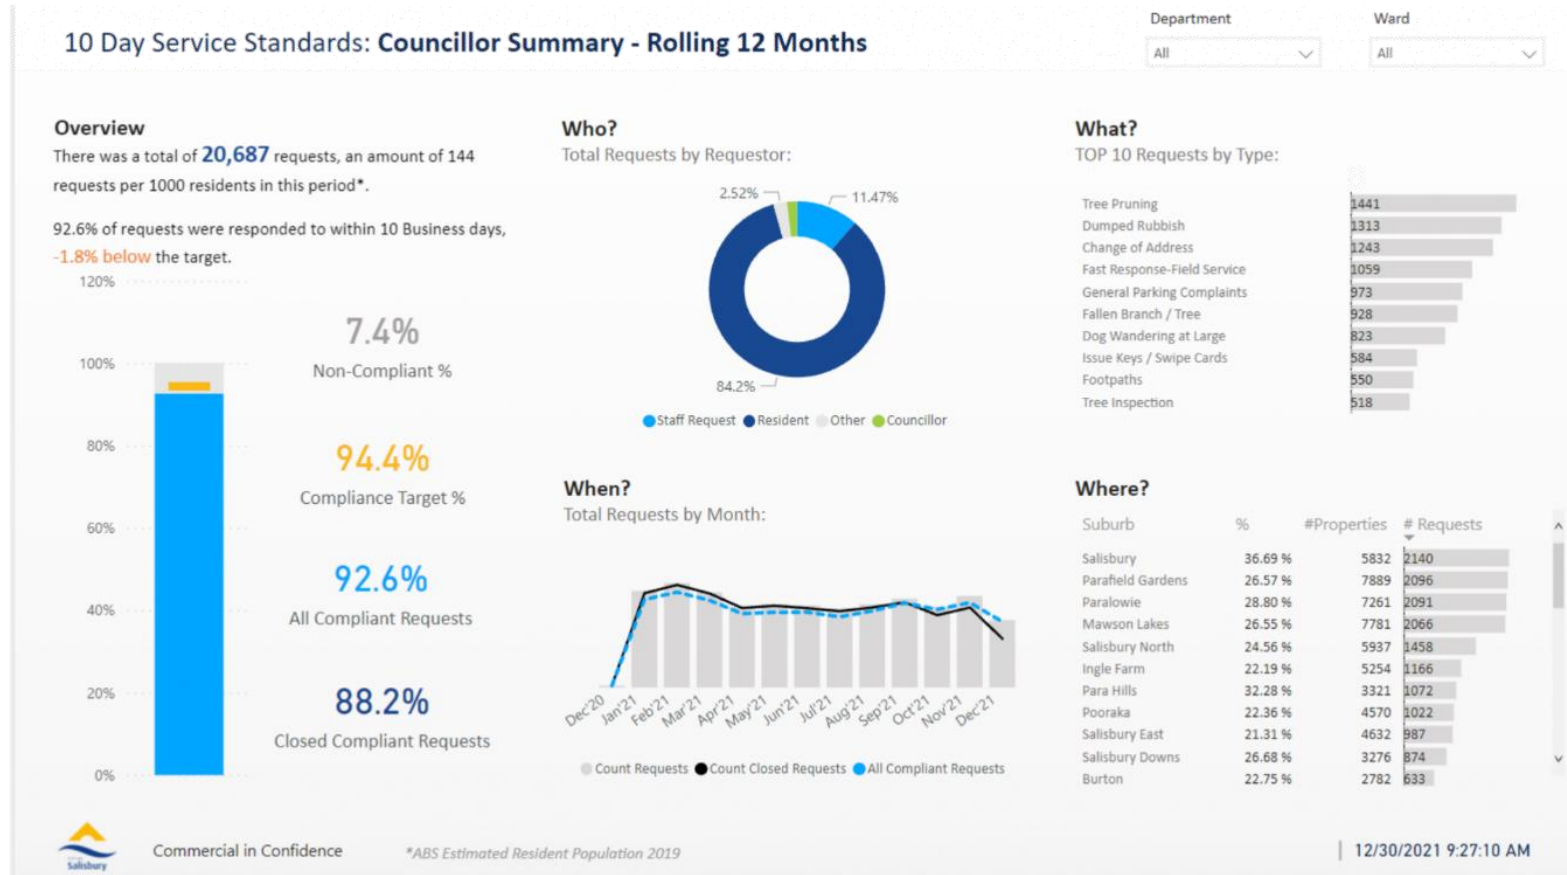 10 Day Service Standards: Councillor Summary - Rolling 12 Months
Department
Ward
All
All
Overview
There was a total of 20,687 requests, an amount of 144
requests per 1000 residents in this period*.
92.6% of requests were responded to within 10 Business days,
-1.8% below the target.
120%
100%
80%
60%
40%
20%
0%
7.4%
Non-Compliant %
94.4%
Compliance Target %
92.6%
All Compliant Requests
88.2%
Closed Compliant Requests
Who?
Total Requests by Requestor:
2.52%
11.47%
84.2%
Staff Request Resident Other Councillor
When?
Total Requests by Month:
Dec'20 Jan'21 Feb'21 Mar'21 Apr'21 May'21 Jun'21 Jul'21 Aug'21 Sep'21 Oct'21 Nov'21 Dec'21
Count Requests Count Closed Requests All Compliant Requests
What?
TOP 10 Requests by Type:
Tree Pruning 1441
Dumped Rubbish 1313
Change of Address 1243
Fast Response-Field Service 1059
General Parking Complaints 973
Fallen Branch / Tree 928
Dog Wandering at Large 823
Issue Keys / Swipe Cards 584
Footpaths 550
Tree Inspection 518
Where?
Suburb % #Properties # Requests
Salisbury 36.69 % 5832 2140
Parafield Gardens 26.57 % 7889 2096
Paralowie 28.80 % 7261 2091
Mawson Lakes 26.55 % 7781 2066
Salisbury North 24.56 % 5937 1458
Ingle Farm 22.19 % 5254 1166
Para Hills 32.28 % 3321 1072
Pooraka 22.36 % 4570 1022
Salisbury East 21.31 % 4632 987
Salisbury Downs 26.68 % 3276 874
Burton 22.75 % 2782 633
Salisbury
Commercial in Confidence
*ABS Estimated Resident Population 2019
12/30/2021 9:27:10 AM